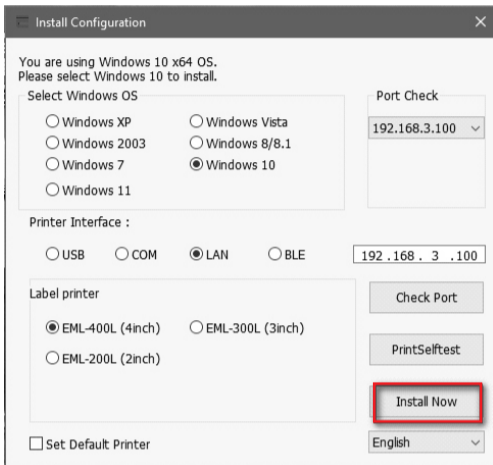 Install Configuration
You are using Windows 10 x64 OS.
Please select Windows 10 to install.
Select Windows OS
Windows XP
Windows Vista
Windows 2003
Windows 8/8.1
Windows 7
Windows 10
Windows 11
Port Check
192.168.3.100
Printer Interface :
USB
COM
LAN
BLE
192 .168 . 3 .100
Label printer
EML-400L (4inch)
EML-300L (3inch)
EML-200L (2inch)
Check Port
PrintSelftest
Install Now
Set Default Printer
English